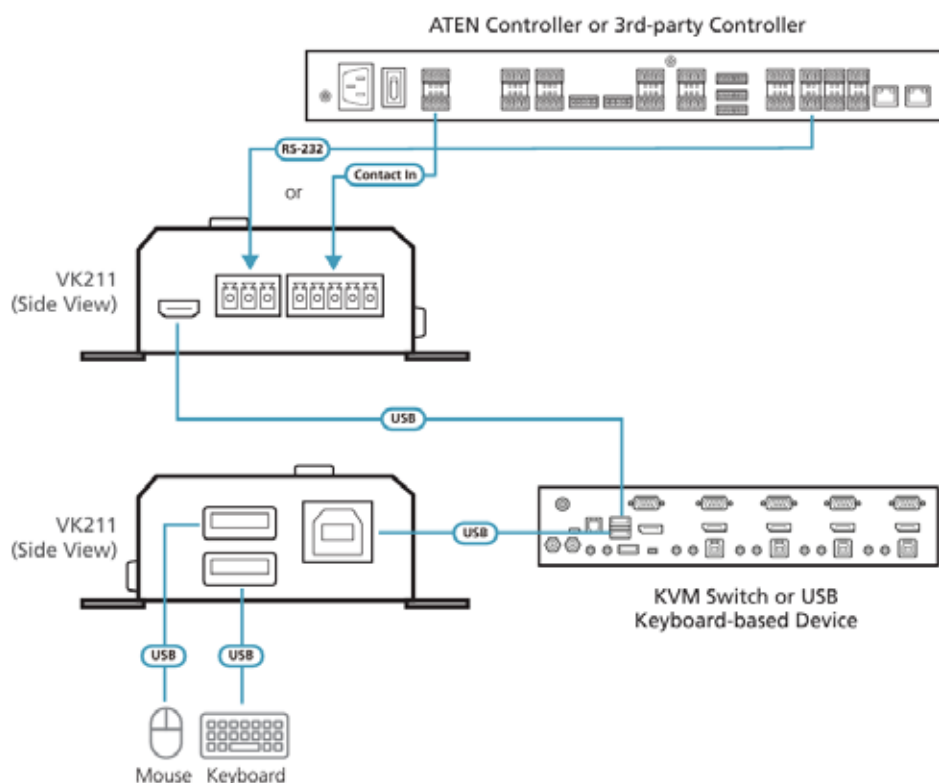 ATEN Controller or 3rd-party Controller
RS-232
Contact In
or
VK211
(Side View)
USB
VK211
(Side View)
USB
KVM Switch or USB
Keyboard-based Device
USB
USB
Mouse
Keyboard